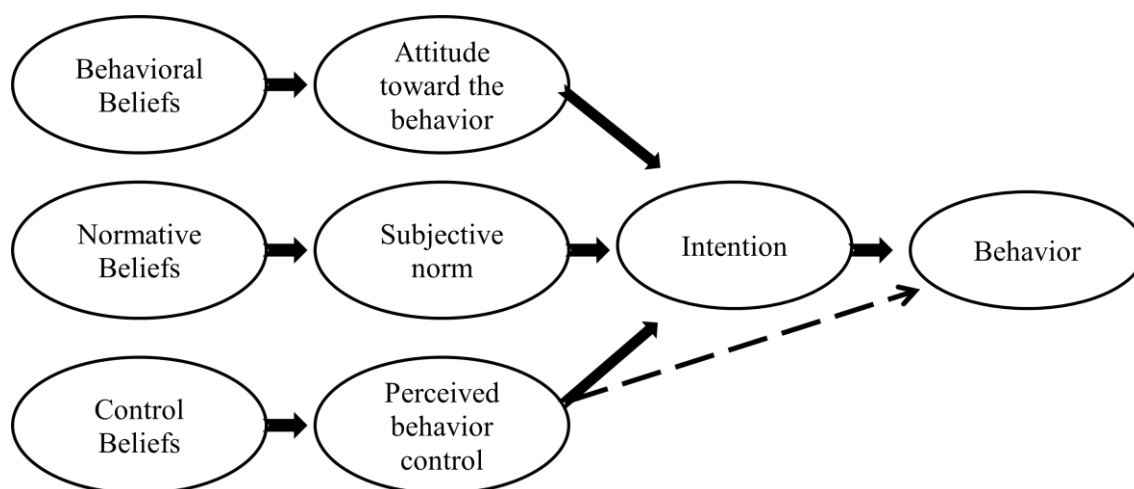 Behavioral
Beliefs
Attitude
toward the
behavior
Normative
Beliefs
Subjective
norm
Intention
Behavior
Control
Beliefs
Perceived
behavior
control